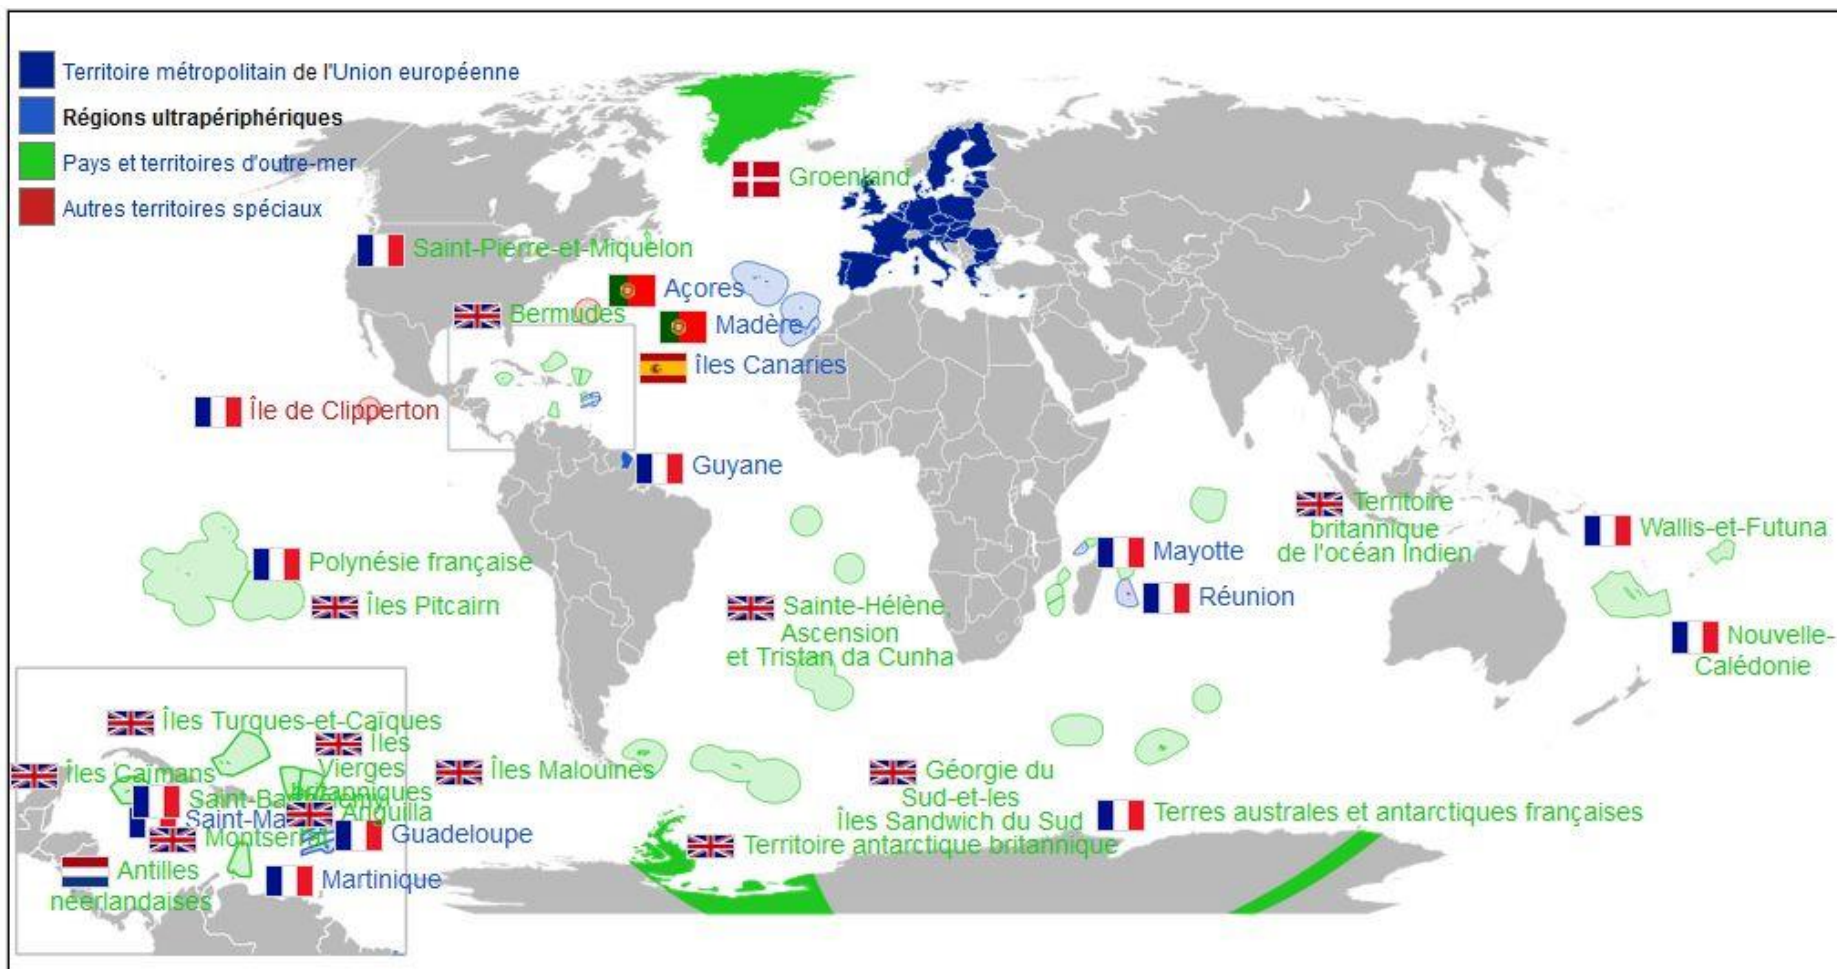 Territoire métropolitain de l'Union européenne
Régions ultrapériphériques
Pays et territoires d'outre-mer
Autres territoires spéciaux
Groenland
Saint-Pierre-et-Miquelon
Açores
Bermudes
Madère
Îles Canaries
Île de Clipperton
Guyane
Territoire
britannique
de l'océan Indien
Wallis-et-Futuna
Mayotte
Polynésie française
Réunion
Îles Pitcairn
Sainte-Hélène,
Ascension
et Tristan da Cunha
Nouvelle-
Calédonie
Îles Turques-et-Caïques
Îles
Vierges
britanniques
Îles Caïmans
Îles Malouines
Géorgie du
Sud-et-les
Îles Sandwich du Sud
Anguilla
Terres australes et antarctiques françaises
Montserrat
Guadeloupe
Territoire antarctique britannique
Antilles
néerlandaises
Martinique